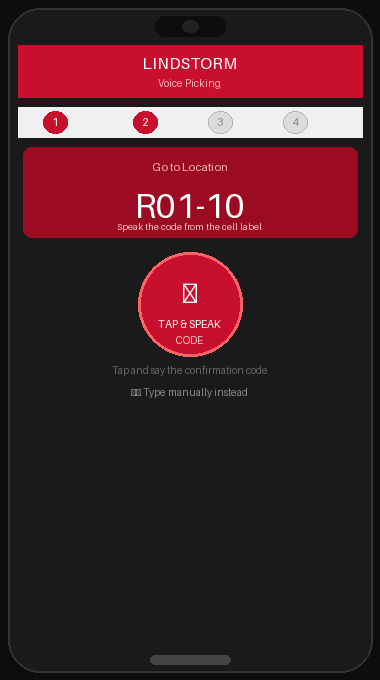 LINDSTORM
Voice Picking
1 2 3 4
Go to Location
R01-10
Speak the code from the cell label
TAP & SPEAK
CODE
Tap and say the confirmation code
Type manually instead